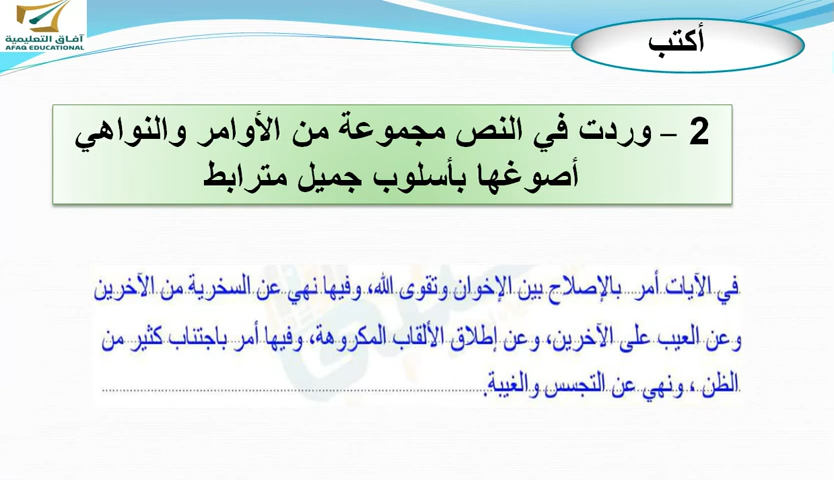 آفاق التعليمية
AFAQ EDUCATIONAL
أكتب
2 – وردت في النص مجموعة من الأوامر والنواهي
أصوغها بأسلوب جميل مترابط
في الآيات أمر بالإصلاح بين الإخوان وتقوى الله، وفيها نهي عن السخرية من الآخرين
وعن العيب على الآخرين، وعن إطلاق الألقاب المكروهة، وفيها أمر باجتناب كثير من
الظن ، ونهي عن التجسس والغيبة.